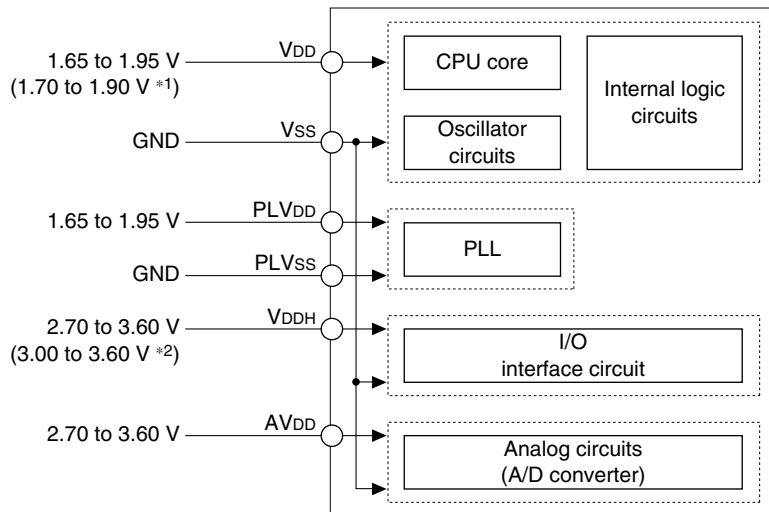 VDD
1.65 to 1.95 V
(1.70 to 1.90 V *1)
CPU core
Internal logic
circuits
VSS
GND
Oscillator
circuits
PLVDD
1.65 to 1.95 V
PLL
PLVSS
GND
VDDH
2.70 to 3.60 V
(3.00 to 3.60 V *2)
I/O
interface circuit
AVDD
2.70 to 3.60 V
Analog circuits
(A/D converter)